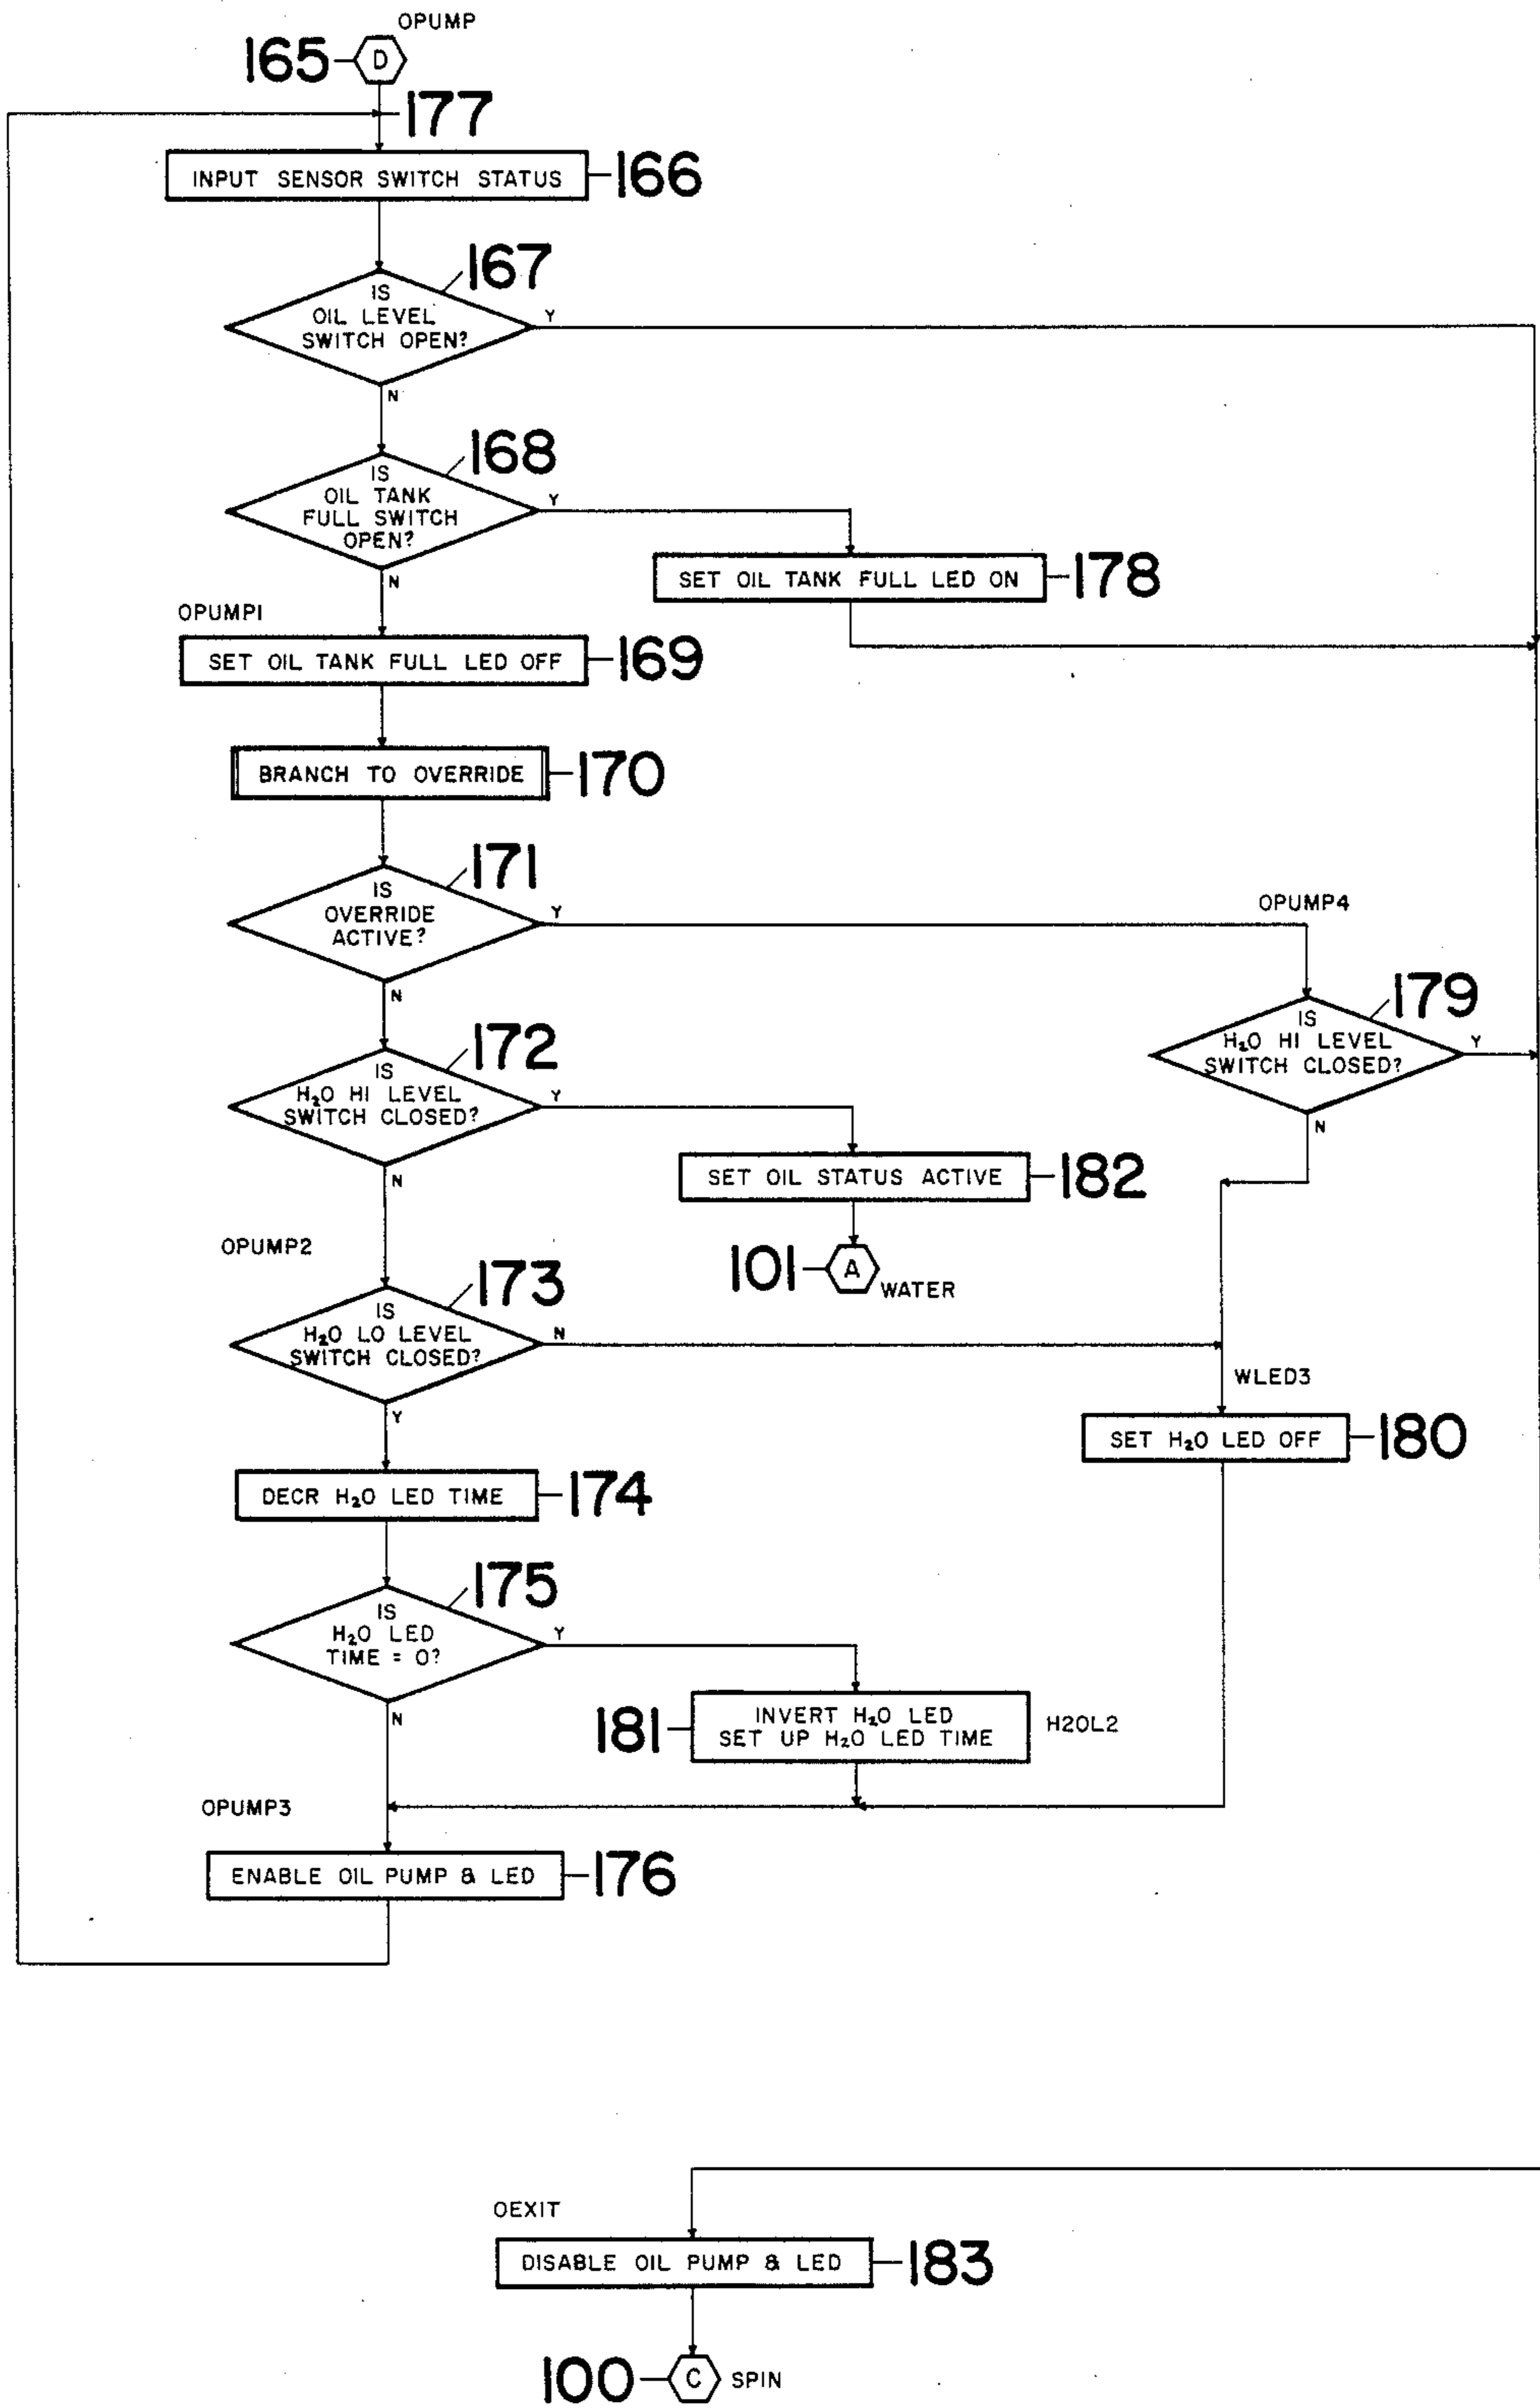 OPUMP
165
D
177
INPUT SENSOR SWITCH STATUS
166
167
IS
OIL LEVEL
SWITCH OPEN?
Y
N
168
IS
OIL TANK
FULL SWITCH
OPEN?
Y
N
SET OIL TANK FULL LED ON
178
OPUMP1
SET OIL TANK FULL LED OFF
169
BRANCH TO OVERRIDE
170
171
IS
OVERRIDE
ACTIVE?
Y
N
OPUMP4
179
IS
H₂O HI LEVEL
SWITCH CLOSED?
Y
N
172
IS
H₂O HI LEVEL
SWITCH CLOSED?
Y
N
SET OIL STATUS ACTIVE
182
101
A
WATER
OPUMP2
173
IS
H₂O LO LEVEL
SWITCH CLOSED?
N
Y
WLED3
SET H₂O LED OFF
180
DECR H₂O LED TIME
174
175
IS
H₂O LED
TIME = 0?
Y
N
181
INVERT H₂O LED
SET UP H₂O LED TIME
H2OL2
OPUMP3
ENABLE OIL PUMP & LED
176
OEXIT
DISABLE OIL PUMP & LED
183
100
C
SPIN